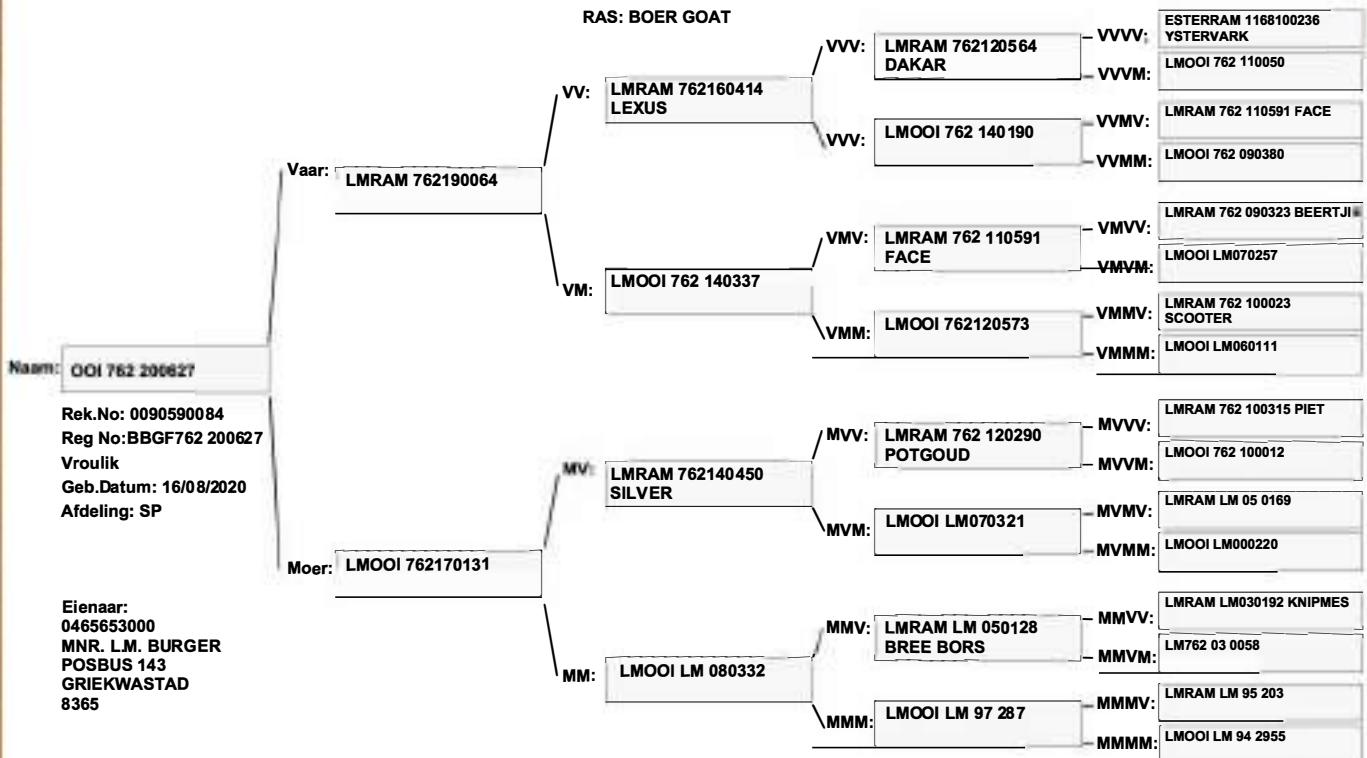 RAS: BOER GOAT
Naam: OOI 762 200627
Rek.No: 0090590084
Reg No:BBGF762 200627
Vroulik
Geb.Datum: 16/08/2020
Afdeling: SP
Eienaar:
0465653000
MNR. L.M. BURGER
POSBUS 143
GRIEKWASTAD
8365
Vaar: LMRAM 762190064
Moer: LMOOI 762170131
VV: LMRAM 762160414
LEXUS
VM: LMOOI 762 140337
MV: LMRAM 762140450
SILVER
MM: LMOOI LM 080332
VVV: LMRAM 762120564
DAKAR
VVV: LMOOI 762 140190
VMV: LMRAM 762 110591
FACE
VMM: LMOOI 762120573
MVV: LMRAM 762 120290
POTGOUD
MVM: LMOOI LM070321
MMV: LMRAM LM 050128
BREE BORS
MMM: LMOOI LM 97 287
VVVV: ESTERRAM 1168100236
YSTERVARK
VVVM: LMOOI 762 110050
VVMV: LMRAM 762 110591 FACE
VVMM: LMOOI 762 090380
VMVV: LMRAM 762 090323 BEERTJI
VMVM: LMOOI LM070257
VMMV: LMRAM 762 100023
SCOOTER
VMMM: LMOOI LM060111
MVVV: LMRAM 762 100315 PIET
MVVM: LMOOI 762 100012
MVMV: LMRAM LM 05 0169
MVMM: LMOOI LM000220
MMVV: LMRAM LM030192 KNIPMES
MMVM: LM762 03 0058
MMMV: LMRAM LM 95 203
MMMM: LMOOI LM 94 2955